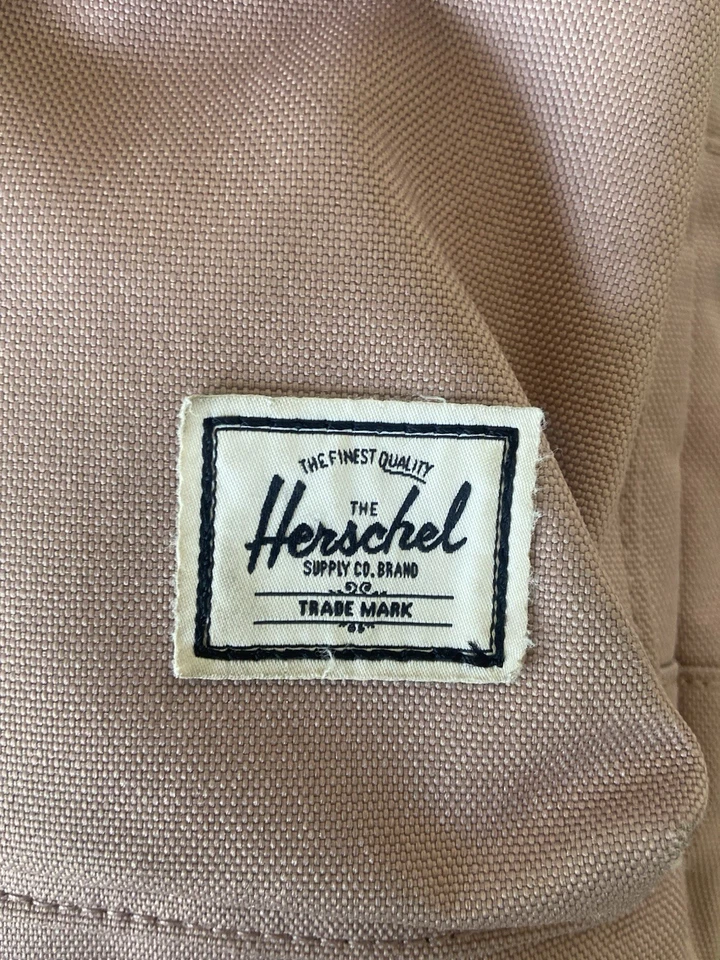 THE FINEST QUALITY
THE
Herschel
SUPPLY CO. BRAND
TRADE MARK